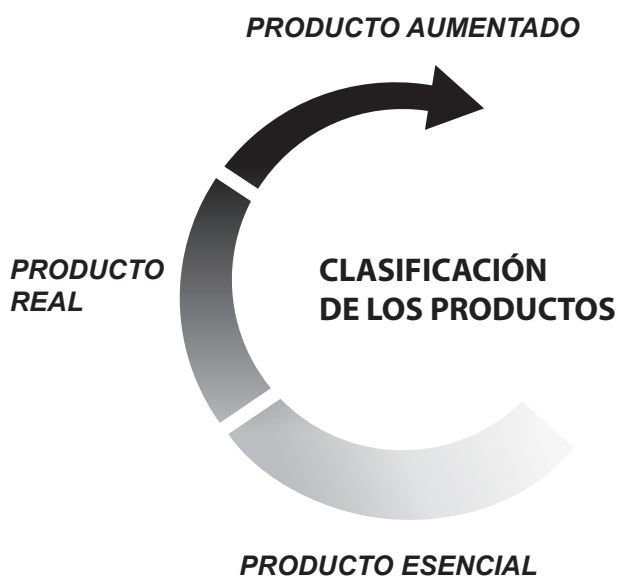 PRODUCTO AUMENTADO
PRODUCTO
REAL
CLASIFICACIÓN
DE LOS PRODUCTOS
PRODUCTO ESENCIAL